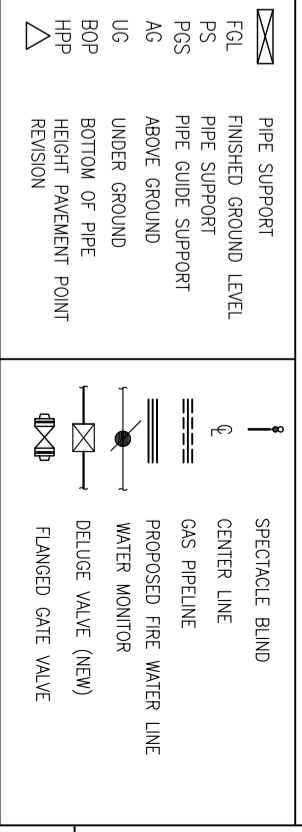 PIPE SUPPORT
FGL FINISHED GROUND LEVEL
PS PIPE SUPPORT
PGS PIPE GUIDE SUPPORT
AG ABOVE GROUND
UG UNDER GROUND
BOP BOTTOM OF PIPE
HPP HEIGHT PAVEMENT POINT
REVISION
SPECTACLE BLIND
CL CENTER LINE
GAS PIPELINE
PROPOSED FIRE WATER LINE
WATER MONITOR
DELUGE VALVE (NEW)
FLANGED GATE VALVE